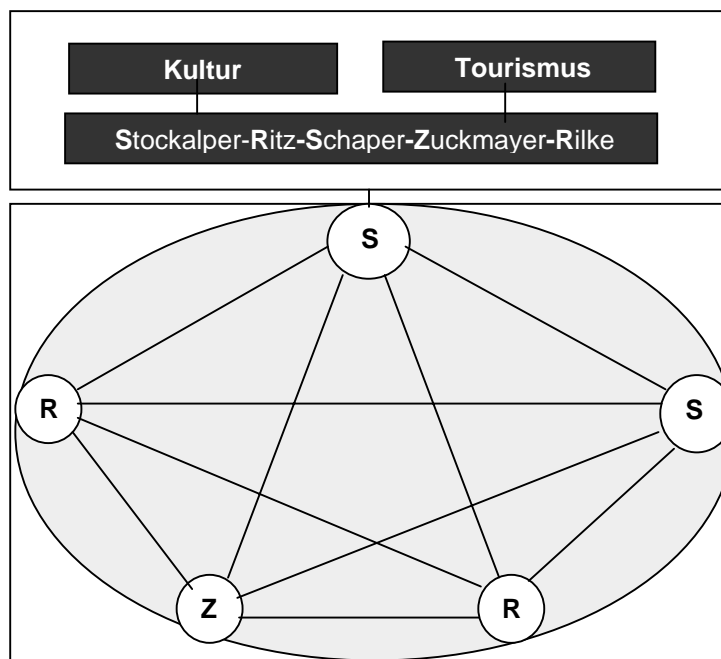 Kultur Tourismus
Stockalper-Ritz-Schaper-Zuckmayer-Rilke
S
R S
Z R